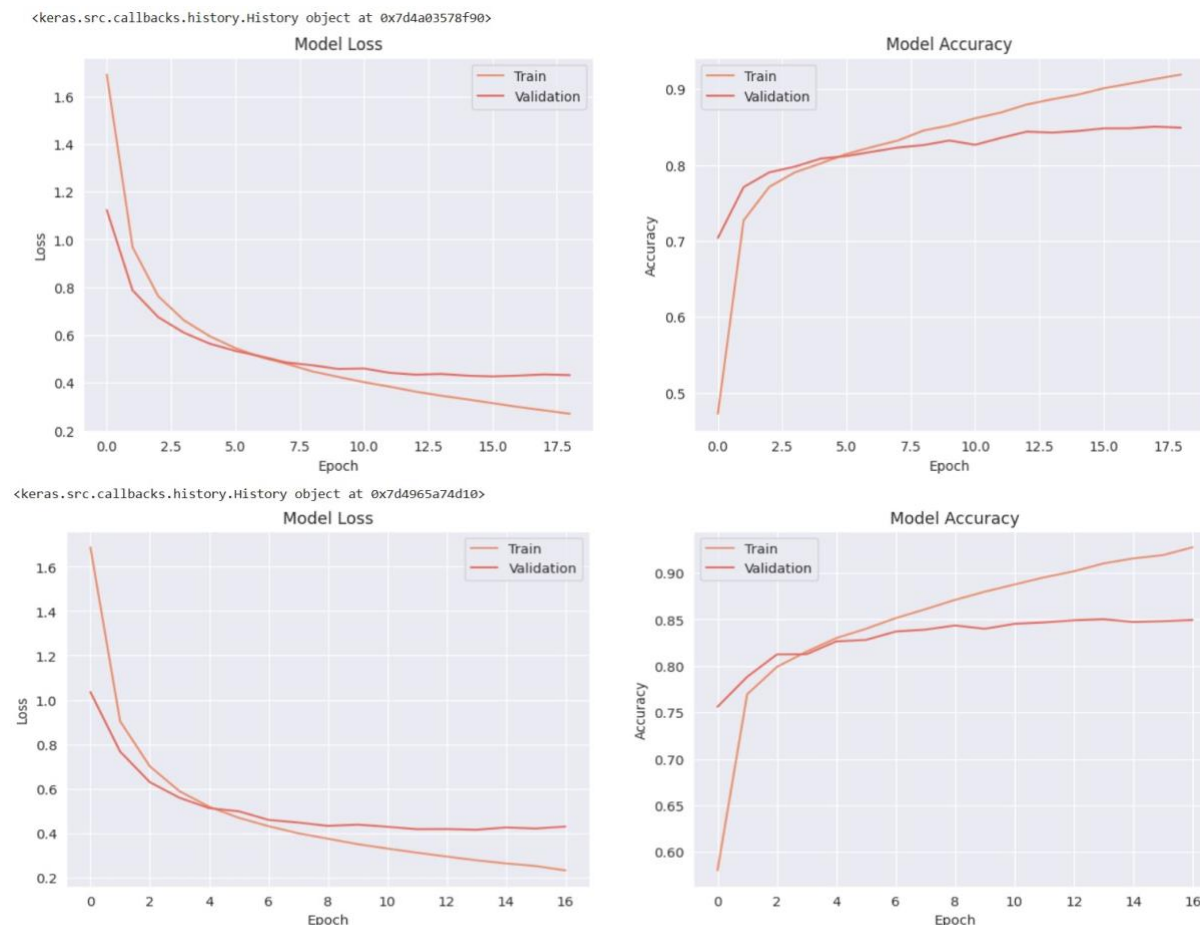 <keras.src.callbacks.history.History object at 0x7d4a03578f90>
Model Loss
Train
Validation
1.6
1.4
1.2
1.0
0.8
0.6
0.4
0.2
Loss
0.0 2.5 5.0 7.5 10.0 12.5 15.0 17.5
Epoch
Model Accuracy
Train
Validation
0.9
0.8
0.7
0.6
0.5
Accuracy
0.0 2.5 5.0 7.5 10.0 12.5 15.0 17.5
Epoch
<keras.src.callbacks.history.History object at 0x7d4965a74d10>
Model Loss
Train
Validation
1.6
1.4
1.2
1.0
0.8
0.6
0.4
0.2
Loss
0 2 4 6 8 10 12 14 16
Epoch
Model Accuracy
Train
Validation
0.90
0.85
0.80
0.75
0.70
0.65
0.60
Accuracy
0 2 4 6 8 10 12 14 16
Epoch